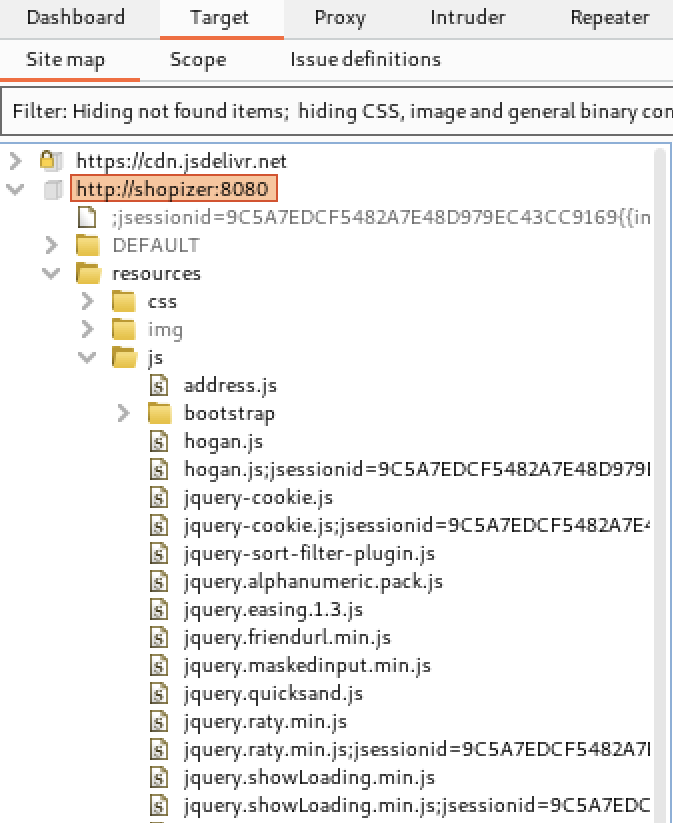 Dashboard Target Proxy Intruder Repeater
Site map Scope Issue definitions
Filter: Hiding not found items; hiding CSS, image and general binary con
https://cdn.jsdelivr.net
http://shopizer:8080
;jsessionid=9C5A7EDCF5482A7E48D979EC43CC9169{{in
DEFAULT
resources
css
img
js
address.js
bootstrap
hogan.js
hogan.js;jsessionid=9C5A7EDCF5482A7E48D979E
jquery-cookie.js
jquery-cookie.js;jsessionid=9C5A7EDCF5482A7E4
jquery-sort-filter-plugin.js
jquery.alphanumeric.pack.js
jquery.easing.1.3.js
jquery.friendurl.min.js
jquery.maskedinput.min.js
jquery.quicksand.js
jquery.raty.min.js
jquery.raty.min.js;jsessionid=9C5A7EDCF5482A7
jquery.showLoading.min.js
jquery.showLoading.min.js;jsessionid=9C5A7EDC